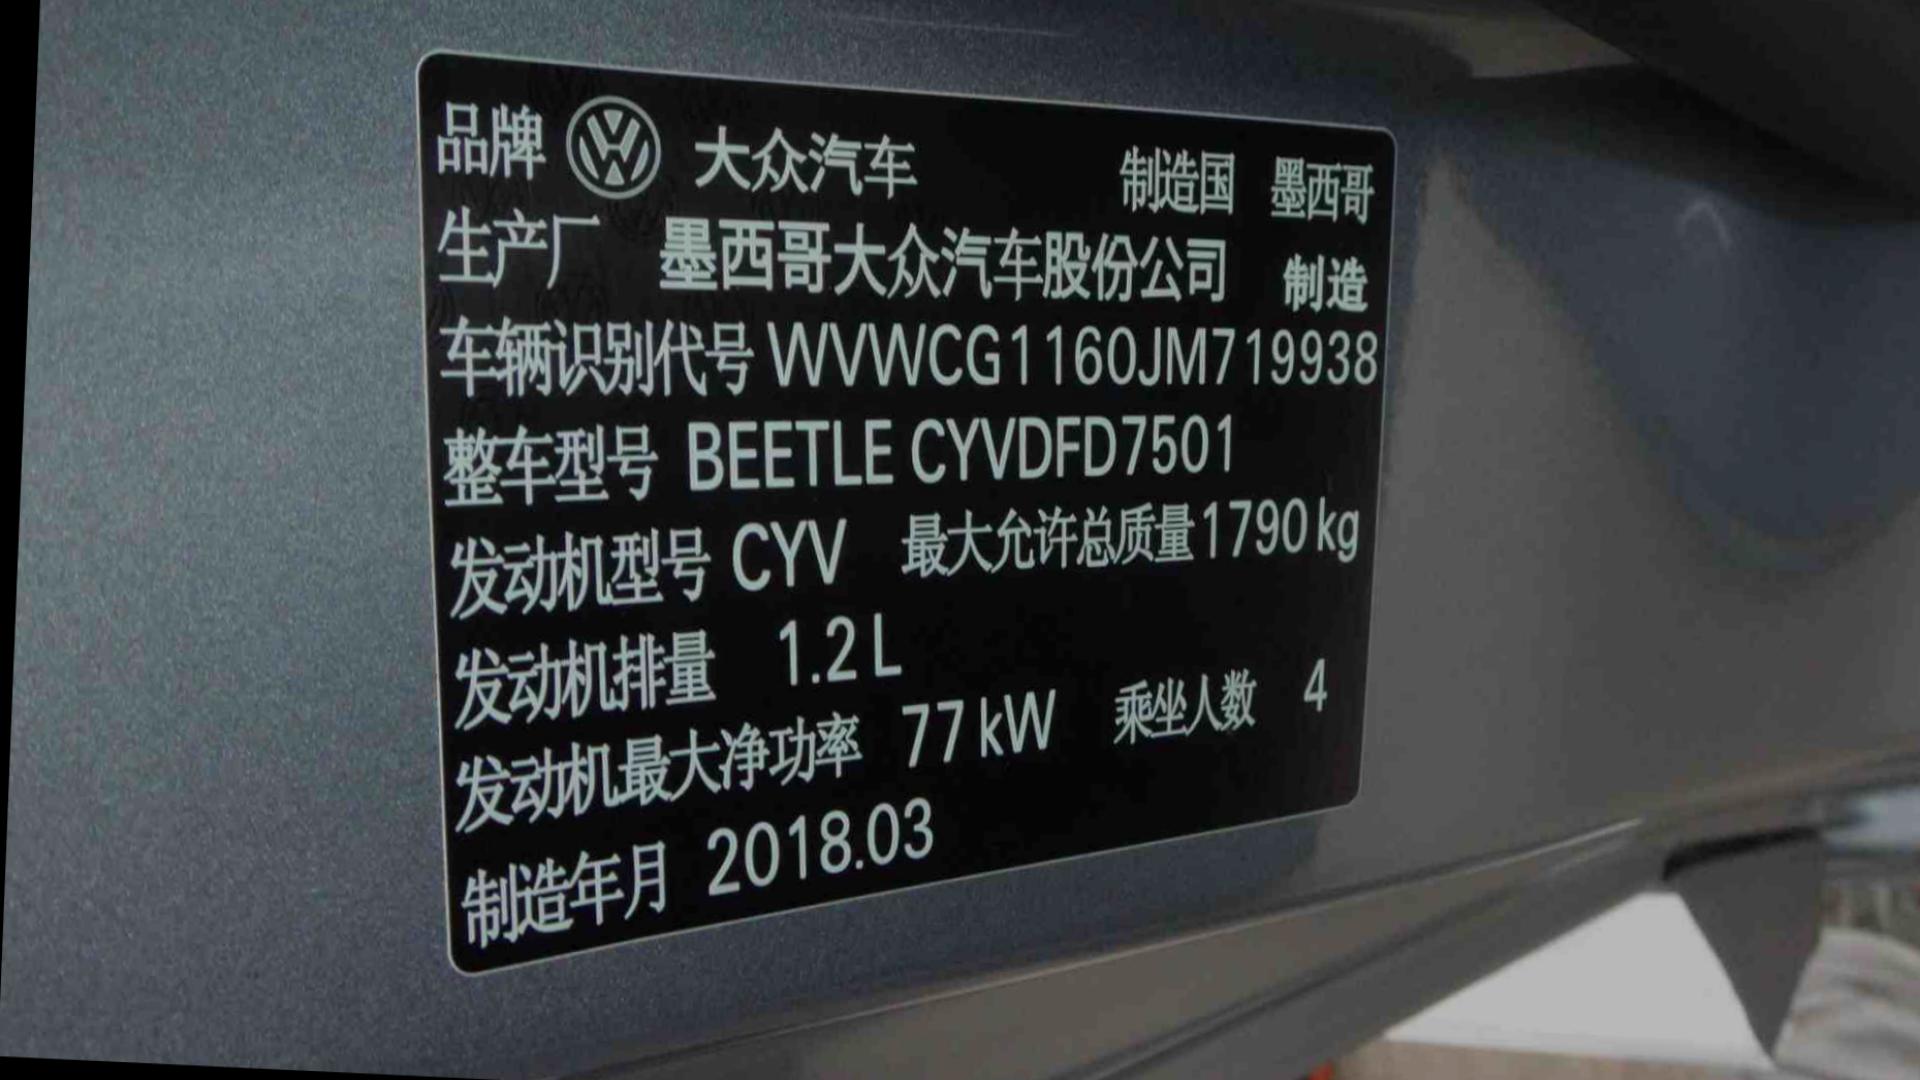 品牌 大众汽车 制造国 墨西哥
生产厂 墨西哥大众汽车股份公司 制造
车辆识别代号 WVWCG1160JM719938
整车型号 BEETLE CYVDFD7501
发动机型号 CYV 最大允许总质量1790 kg
发动机排量 1.2 L
发动机最大净功率 77 kW 乘坐人数 4
制造年月 2018.03